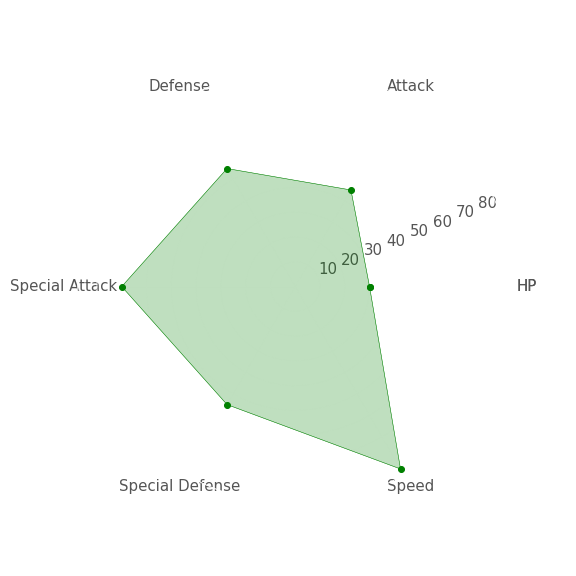 Defense
Attack
80
70
60
50
40
30
20
10
Special Attack
HP
Special Defense
Speed